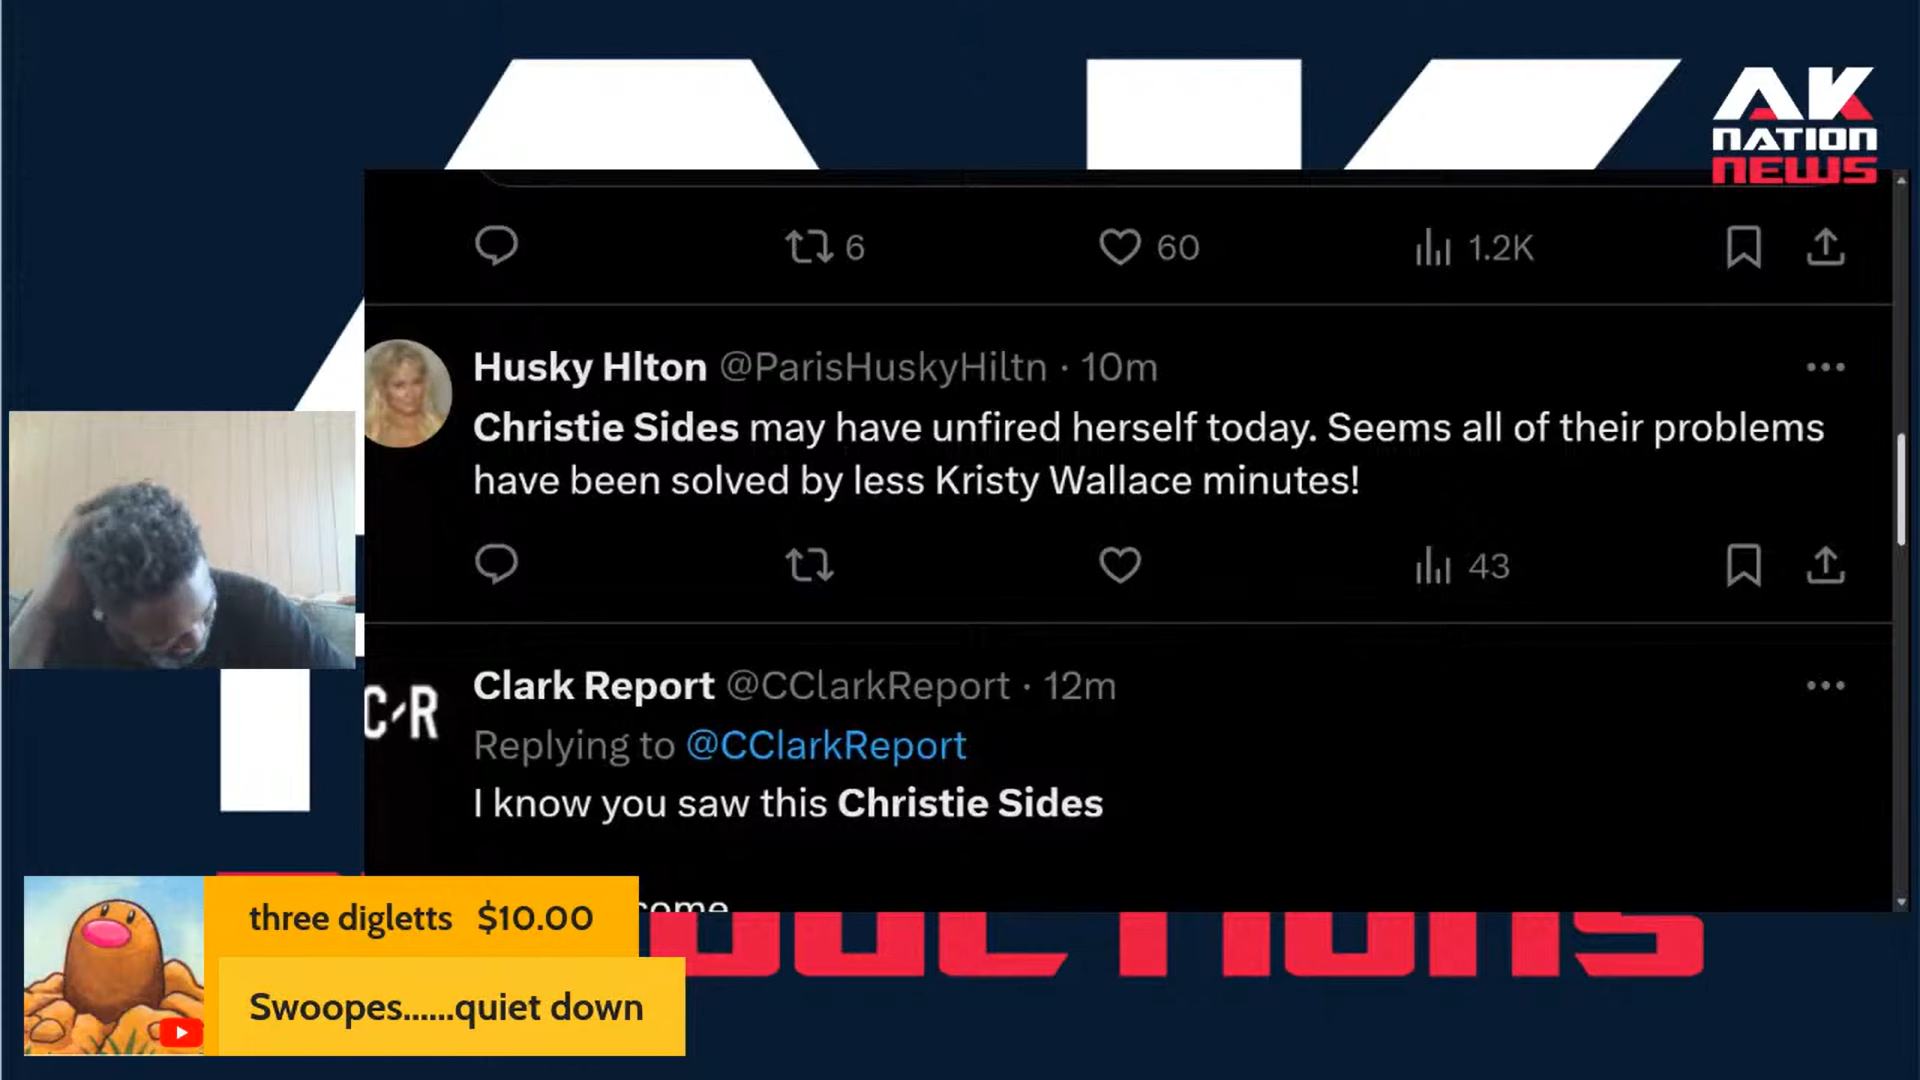 AK
NATION
NEWS
6
60
1.2K
Husky Hlton @ParisHuskyHiltn · 10m
Christie Sides may have unfired herself today. Seems all of their problems
have been solved by less Kristy Wallace minutes!
43
Clark Report @CClarkReport · 12m
C/R
Replying to @CClarkReport
I know you saw this Christie Sides
come
three digletts $10.00
Swoopes......quiet down